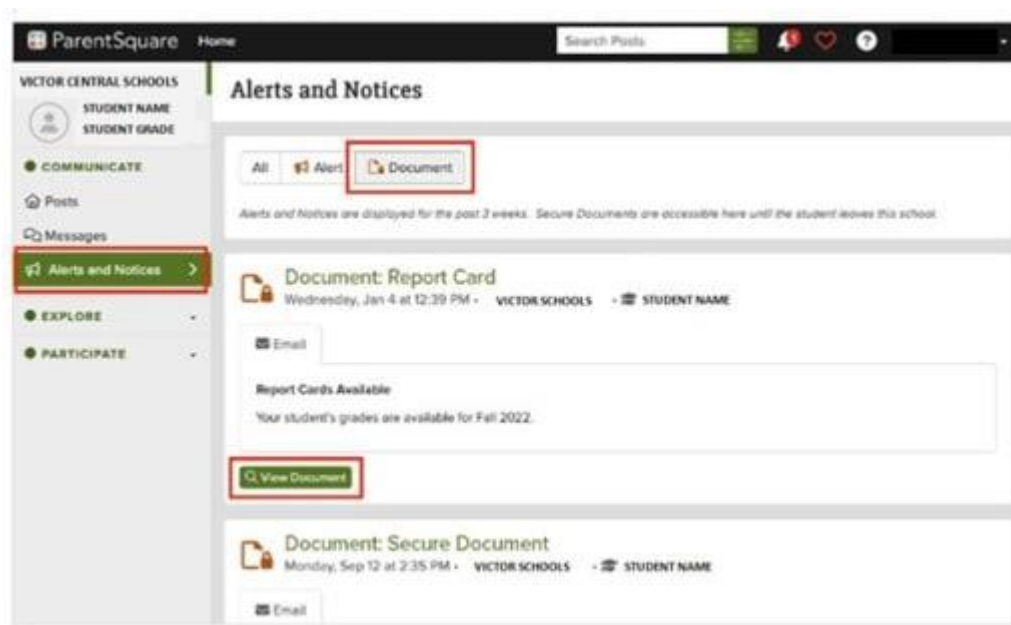 ParentSquare Home Search Posts
VICTOR CENTRAL SCHOOLS
STUDENT NAME
STUDENT GRADE
COMMUNICATE
Posts
Messages
Alerts and Notices
EXPLORE
PARTICIPATE
Alerts and Notices
All Alert Document
Alerts and Notices are displayed for the past 3 weeks. Secure Documents are accessible here until the student leaves this school.
Document: Report Card
Wednesday, Jan 4 at 12:39 PM • VICTOR SCHOOLS • STUDENT NAME
Email
Report Cards Available
Your student's grades are available for Fall 2022.
View Document
Document: Secure Document
Monday, Sep 12 at 2:35 PM • VICTOR SCHOOLS • STUDENT NAME
Email